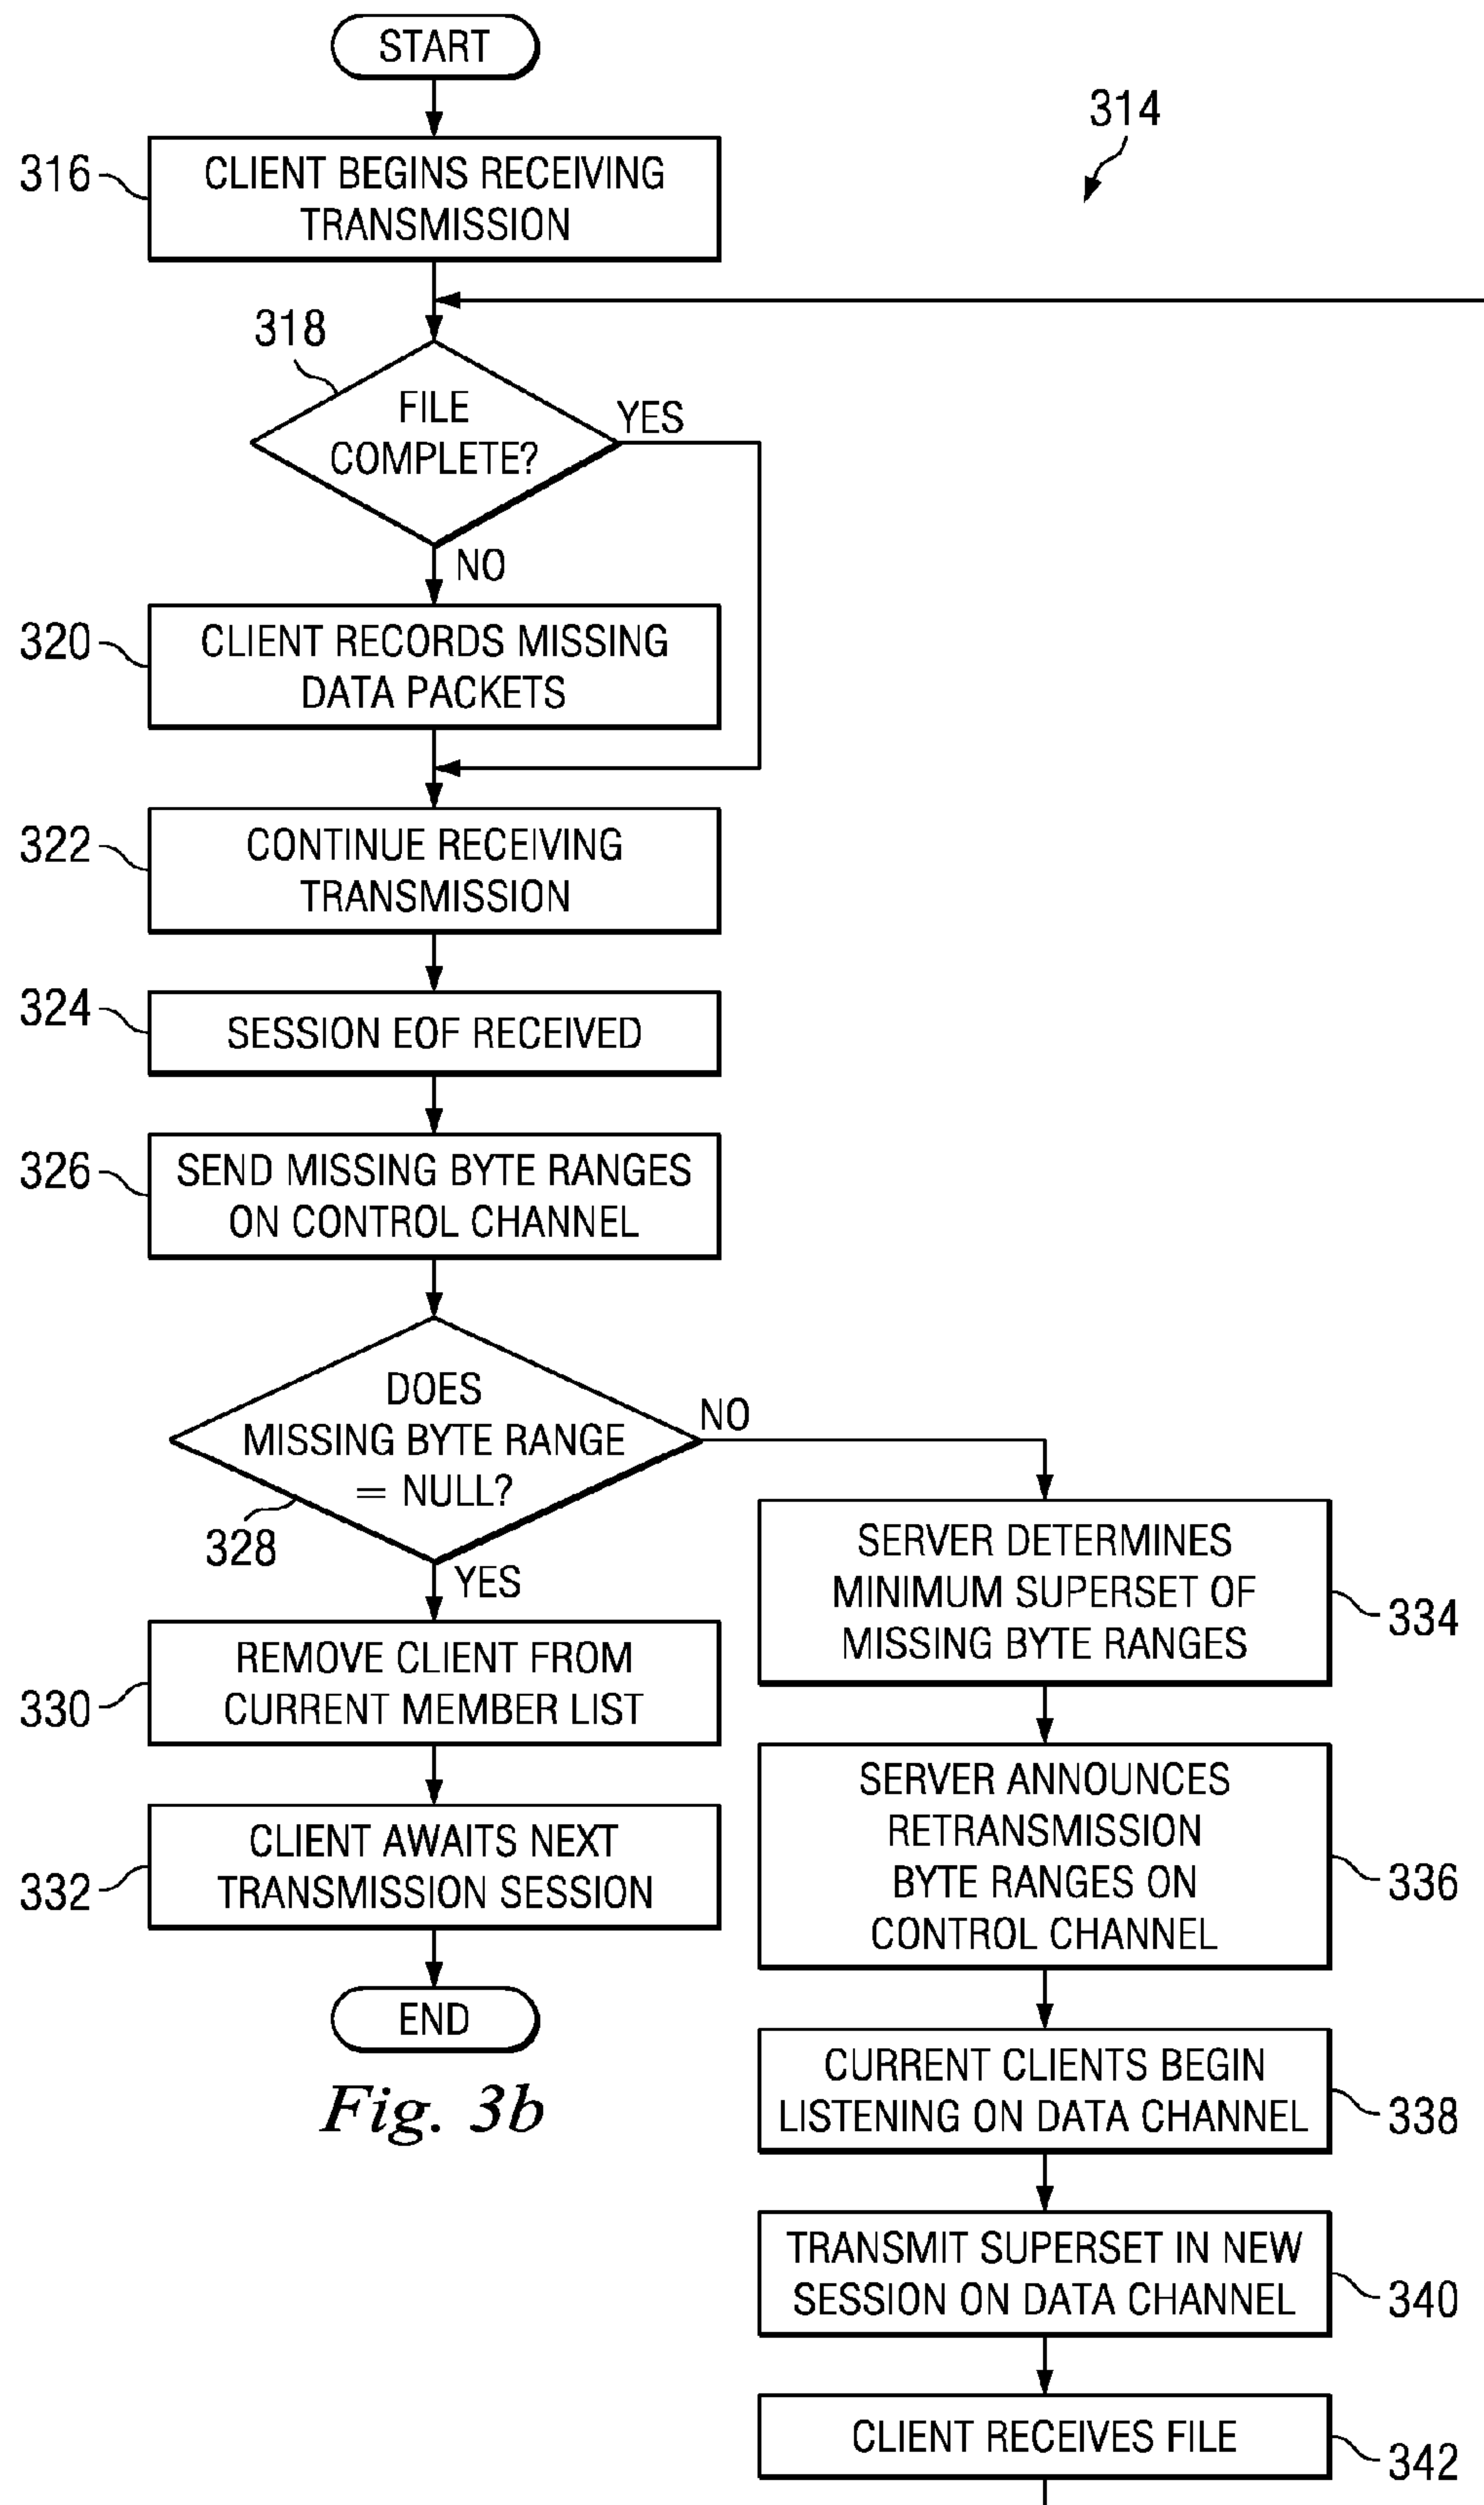 START
314
316
CLIENT BEGINS RECEIVING
TRANSMISSION
318
FILE
COMPLETE?
YES
NO
320
CLIENT RECORDS MISSING
DATA PACKETS
322
CONTINUE RECEIVING
TRANSMISSION
324
SESSION EOF RECEIVED
326
SEND MISSING BYTE RANGES
ON CONTROL CHANNEL
DOES
MISSING BYTE RANGE
= NULL?
NO
328
YES
330
REMOVE CLIENT FROM
CURRENT MEMBER LIST
332
CLIENT AWAITS NEXT
TRANSMISSION SESSION
END
Fig. 3b
SERVER DETERMINES
MINIMUM SUPERSET OF
MISSING BYTE RANGES
334
SERVER ANNOUNCES
RETRANSMISSION
BYTE RANGES ON
CONTROL CHANNEL
336
CURRENT CLIENTS BEGIN
LISTENING ON DATA CHANNEL
338
TRANSMIT SUPERSET IN NEW
SESSION ON DATA CHANNEL
340
CLIENT RECEIVES FILE
342